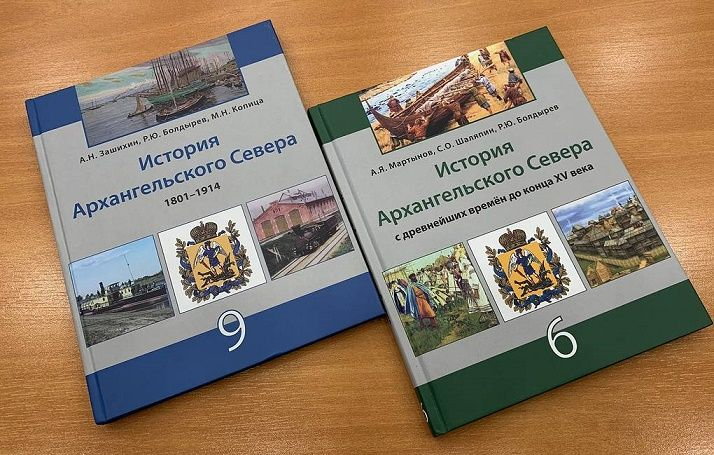 А.Н. Зашихин, Р.Ю. Болдырев, М.Н. Копица
История
Архангельского Севера
1801–1914
9
А.Я. Мартынов, С.О. Шаляпин, Р.Ю. Болдырев
История
Архангельского Севера
с древнейших времён до конца XV века
6